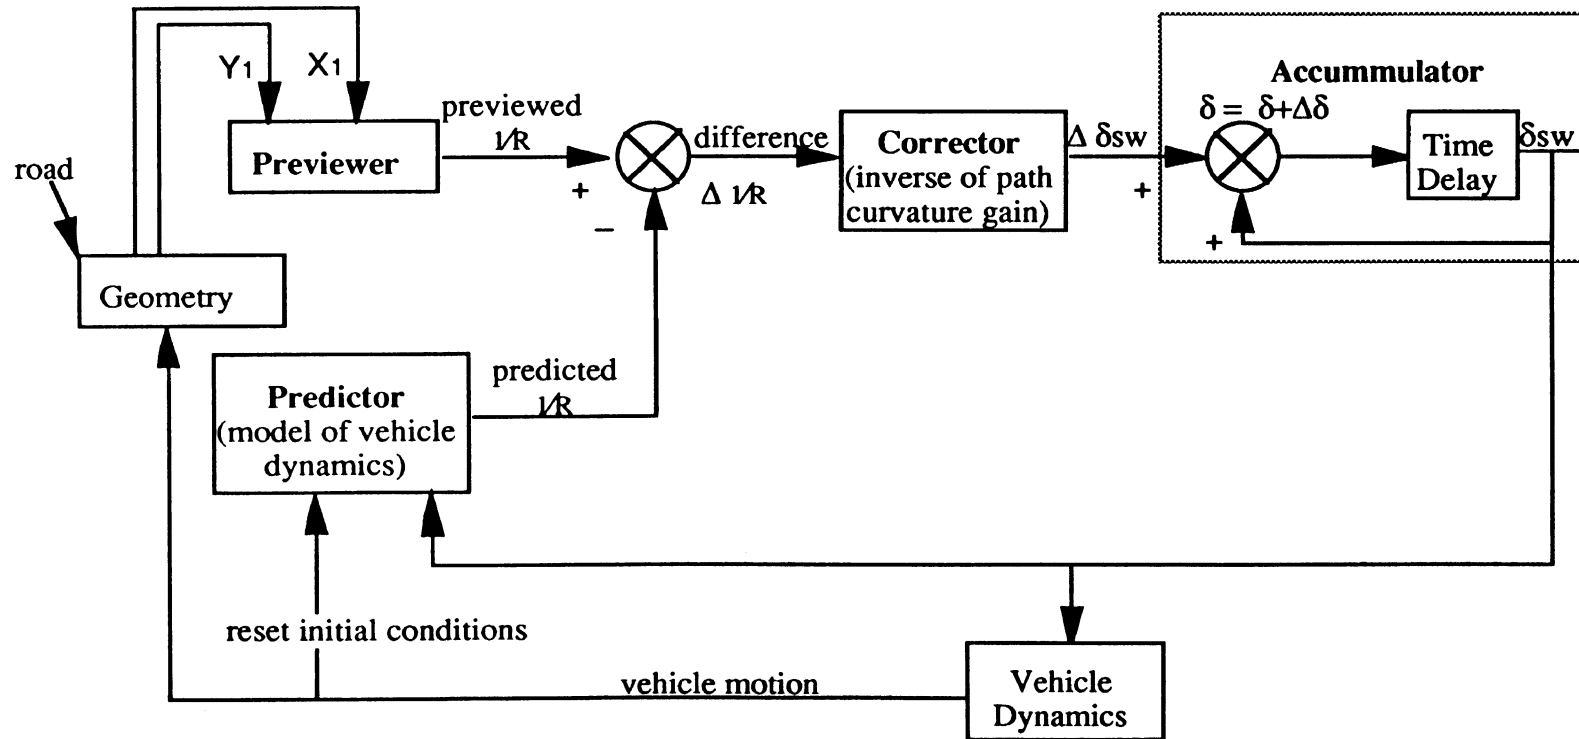 Y1
X1
previewed
1/R
Previewer
road
Geometry
+
−
difference
Δ 1/R
Corrector
(inverse of path
curvature gain)
Δ δsw
+
Accummulator
δ = δ+Δδ
+
Time
Delay
δsw
Predictor
(model of vehicle
dynamics)
predicted
1/R
reset initial conditions
vehicle motion
Vehicle
Dynamics